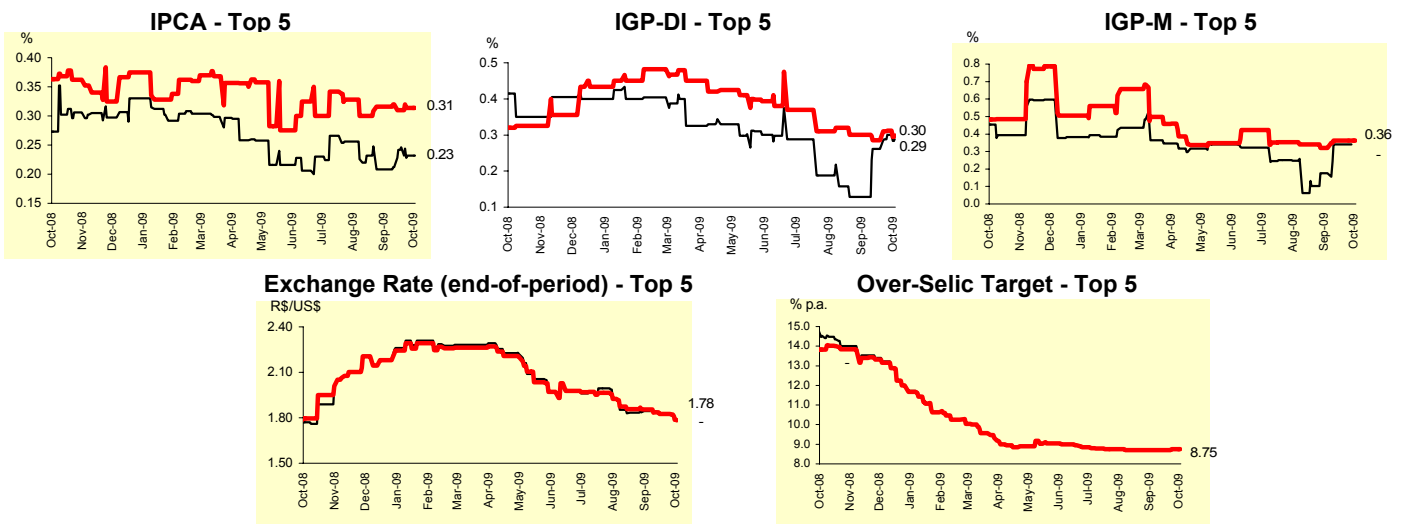 IPCA - Top 5
%
0.40
0.35
0.30
0.25
0.20
0.15
0.31
0.23
Oct-08
Nov-08
Dec-08
Jan-09
Feb-09
Mar-09
Apr-09
May-09
Jun-09
Jul-09
Aug-09
Sep-09
Oct-09
IGP-DI - Top 5
%
0.5
0.4
0.3
0.2
0.1
0.30
0.29
Oct-08
Nov-08
Dec-08
Jan-09
Feb-09
Mar-09
Apr-09
May-09
Jun-09
Jul-09
Aug-09
Sep-09
Oct-09
IGP-M - Top 5
%
0.8
0.7
0.6
0.5
0.4
0.3
0.2
0.1
0.0
0.36
-
Oct-08
Nov-08
Dec-08
Jan-09
Feb-09
Mar-09
Apr-09
May-09
Jun-09
Jul-09
Aug-09
Sep-09
Oct-09
Exchange Rate (end-of-period) - Top 5
R$/US$
2.40
2.10
1.80
1.50
1.78
-
Oct-08
Nov-08
Dec-08
Jan-09
Feb-09
Mar-09
Apr-09
May-09
Jun-09
Jul-09
Aug-09
Sep-09
Oct-09
Over-Selic Target - Top 5
% p.a.
15.0
14.0
13.0
12.0
11.0
10.0
9.0
8.0
-
8.75
Oct-08
Nov-08
Dec-08
Jan-09
Feb-09
Mar-09
Apr-09
May-09
Jun-09
Jul-09
Aug-09
Sep-09
Oct-09